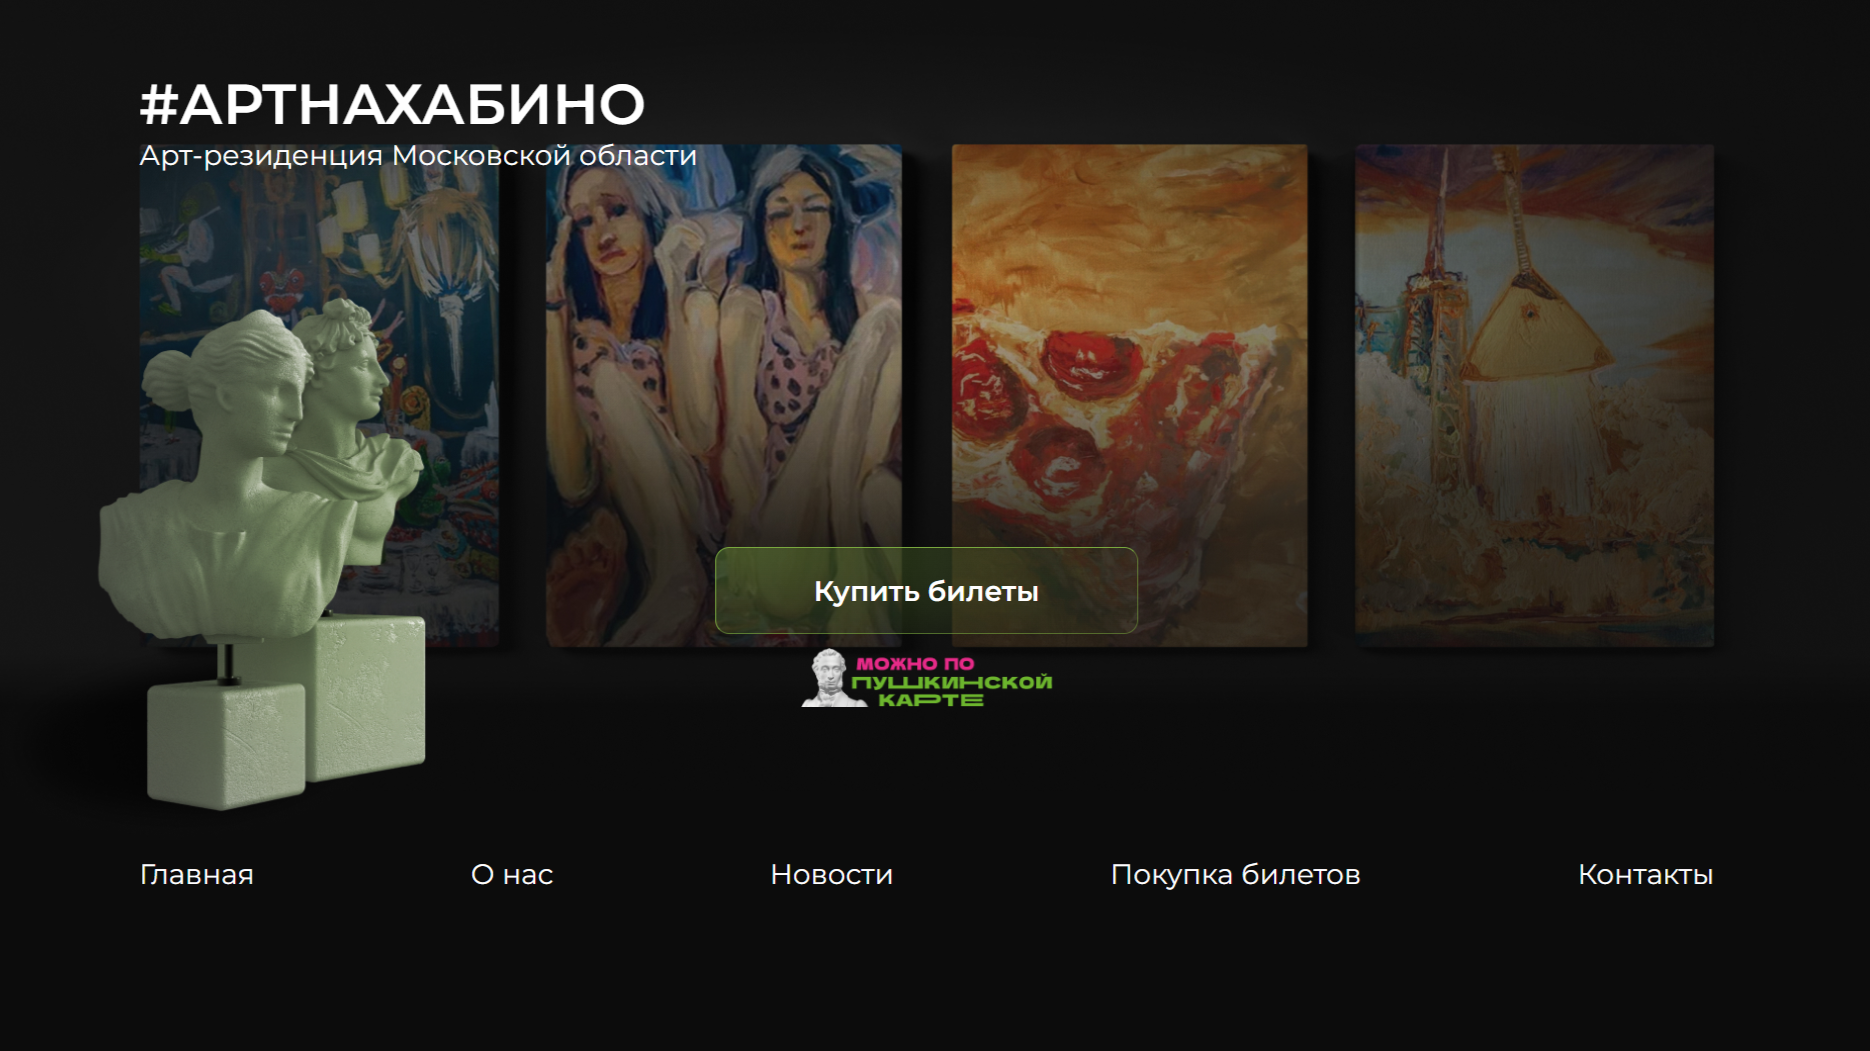 #АРТНАХАБИНО
Арт-резиденция Московской области
Купить билеты
МОЖНО ПО
ПУШКИНСКОЙ
КАРТЕ
Главная
О нас
Новости
Покупка билетов
Контакты